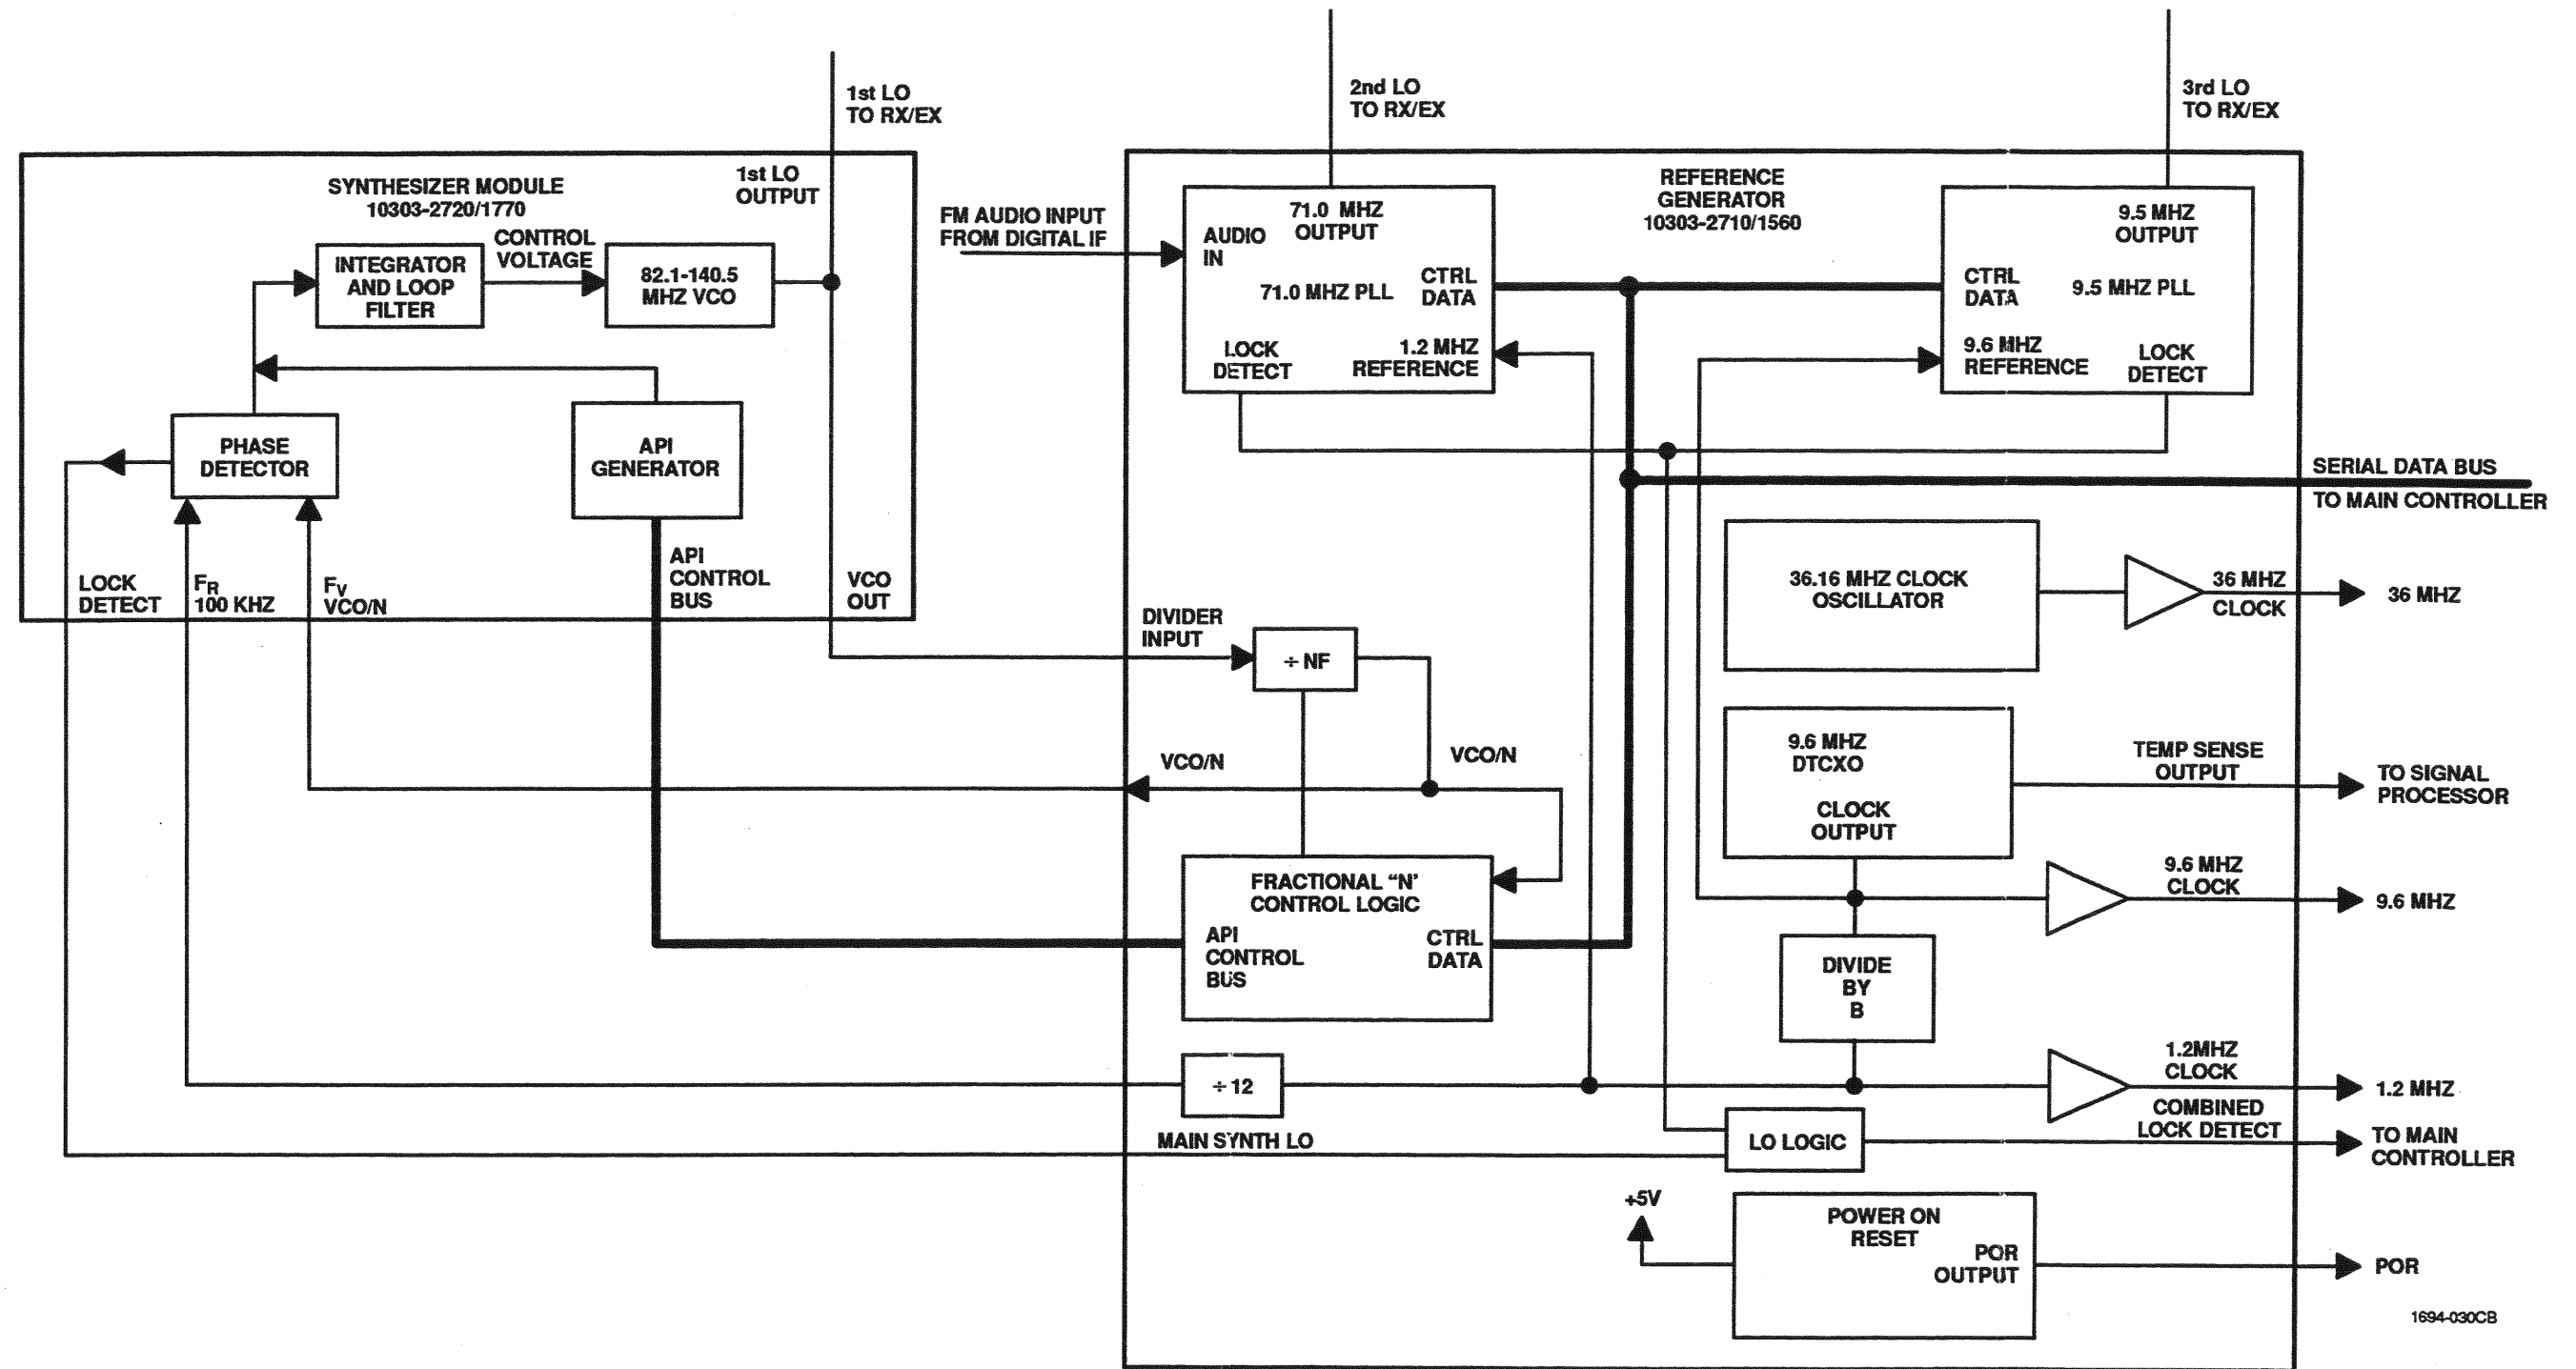 1st LO
TO RX/EX
2nd LO
TO RX/EX
3rd LO
TO RX/EX
SYNTHESIZER MODULE
10303-2720/1770
1st LO
OUTPUT
INTEGRATOR
AND LOOP
FILTER
CONTROL
VOLTAGE
82.1-140.5
MHZ VCO
PHASE
DETECTOR
API
GENERATOR
LOCK
DETECT
FR
100 KHZ
FV
VCO/N
API
CONTROL
BUS
VCO
OUT
FM AUDIO INPUT
FROM DIGITAL IF
REFERENCE
GENERATOR
10303-2710/1560
71.0 MHZ
OUTPUT
AUDIO
IN
71.0 MHZ PLL
CTRL
DATA
LOCK
DETECT
1.2 MHZ
REFERENCE
9.5 MHZ
OUTPUT
CTRL
DATA
9.5 MHZ PLL
9.6 MHZ
REFERENCE
LOCK
DETECT
SERIAL DATA BUS
TO MAIN CONTROLLER
36.16 MHZ CLOCK
OSCILLATOR
36 MHZ
CLOCK
36 MHZ
DIVIDER
INPUT
÷ NF
VCO/N
VCO/N
9.6 MHZ
DTCXO
CLOCK
OUTPUT
TEMP SENSE
OUTPUT
TO SIGNAL
PROCESSOR
FRACTIONAL “N’
CONTROL LOGIC
API
CONTROL
BUS
CTRL
DATA
9.6 MHZ
CLOCK
9.6 MHZ
DIVIDE
BY
B
÷ 12
1.2MHZ
CLOCK
1.2 MHZ
MAIN SYNTH LO
LO LOGIC
COMBINED
LOCK DETECT
TO MAIN
CONTROLLER
+5V
POWER ON
RESET
POR
OUTPUT
POR
1694-030CB